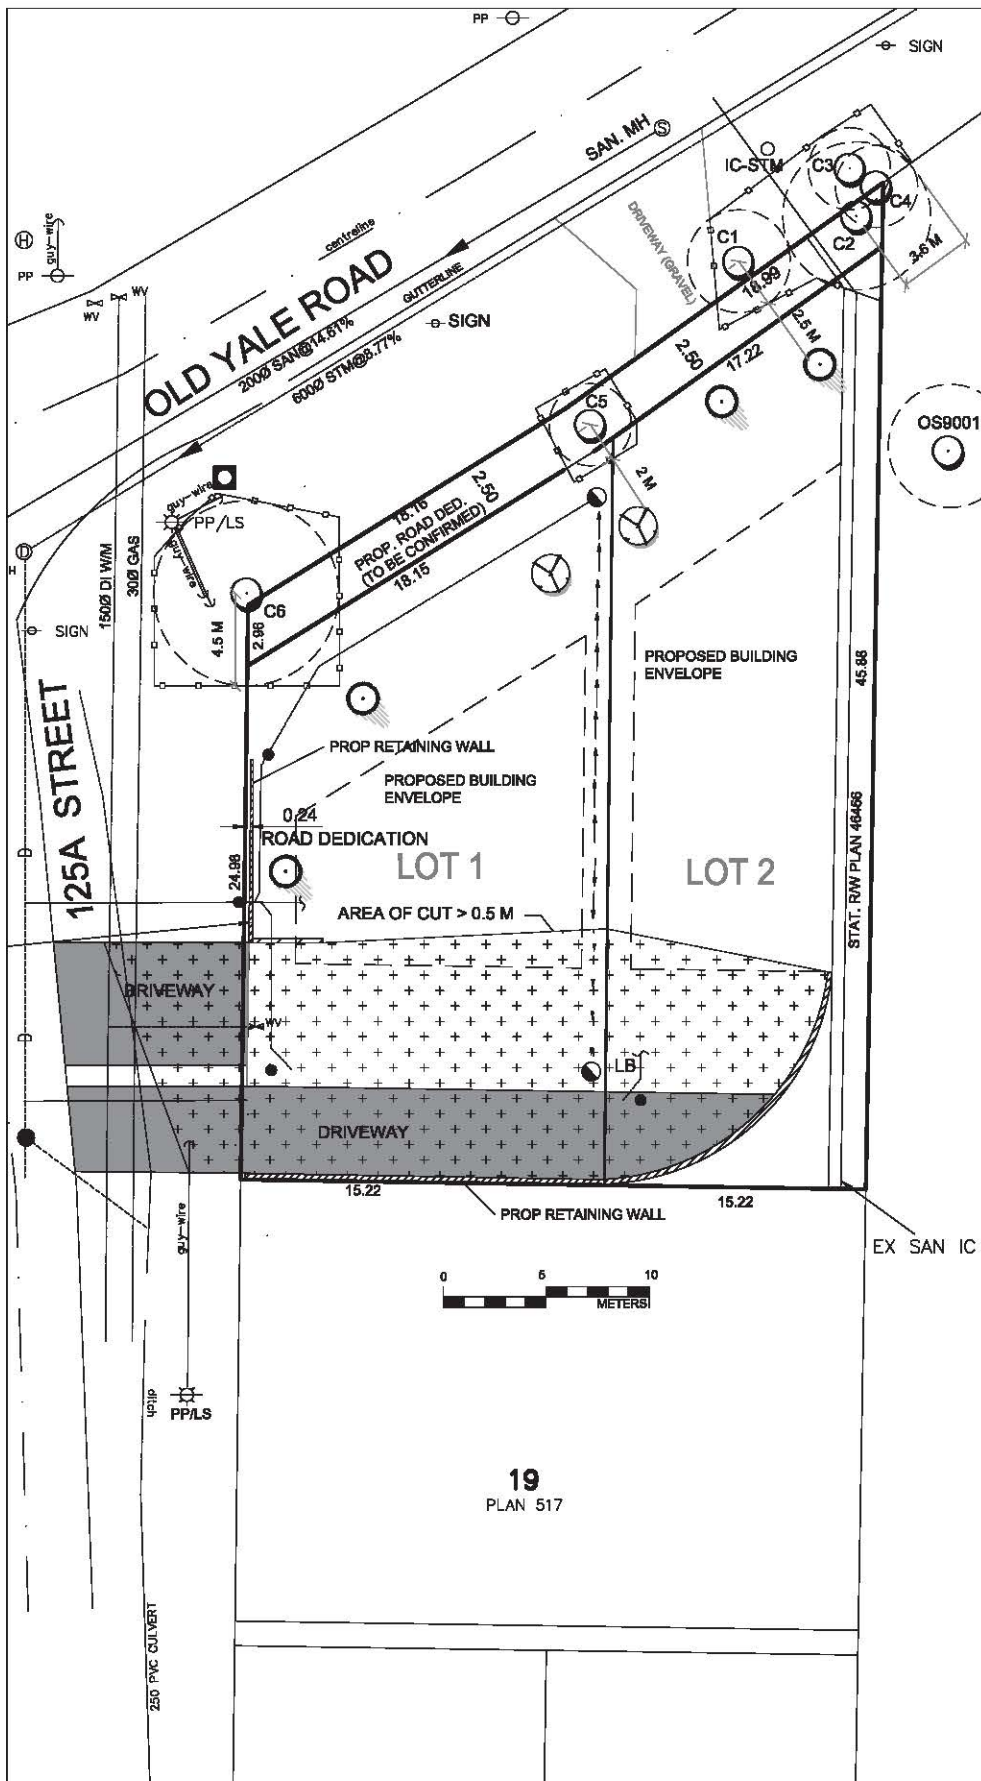 PP
SIGN
SAN. MH
IC-STM
C3
C4
C2
C1
3.6 M
H
guy-wire
PP
centreline
DRIVEWAY (GRAVEL)
18.99
WV
WV
GUTTERLINE
SIGN
OLD YALE ROAD
200Ø SAN@14.61%
600Ø STM@8.77%
2.50
17.22
2.5 M
C5
OS9001
guy-wire
PP/LS
guy-wire
18.16
2.50
PROP. ROAD DED.
(TO BE CONFIRMED)
18.15
2 M
D
H
150Ø DI W/M
30Ø GAS
C6
4.5 M
2.98
SIGN
PROPOSED BUILDING
ENVELOPE
45.86
125A STREET
PROP RETAINING WALL
PROPOSED BUILDING
ENVELOPE
0.24
ROAD DEDICATION
24.98
LOT 1
LOT 2
STAT. R/W PLAN 46466
AREA OF CUT > 0.5 M
D
DRIVEWAY
WV
D
LB
DRIVEWAY
15.22
15.22
PROP RETAINING WALL
guy-wire
EX SAN IC
0 5 10
METERS
ditch
PP/LS
19
PLAN 517
250 PVC CULVERT